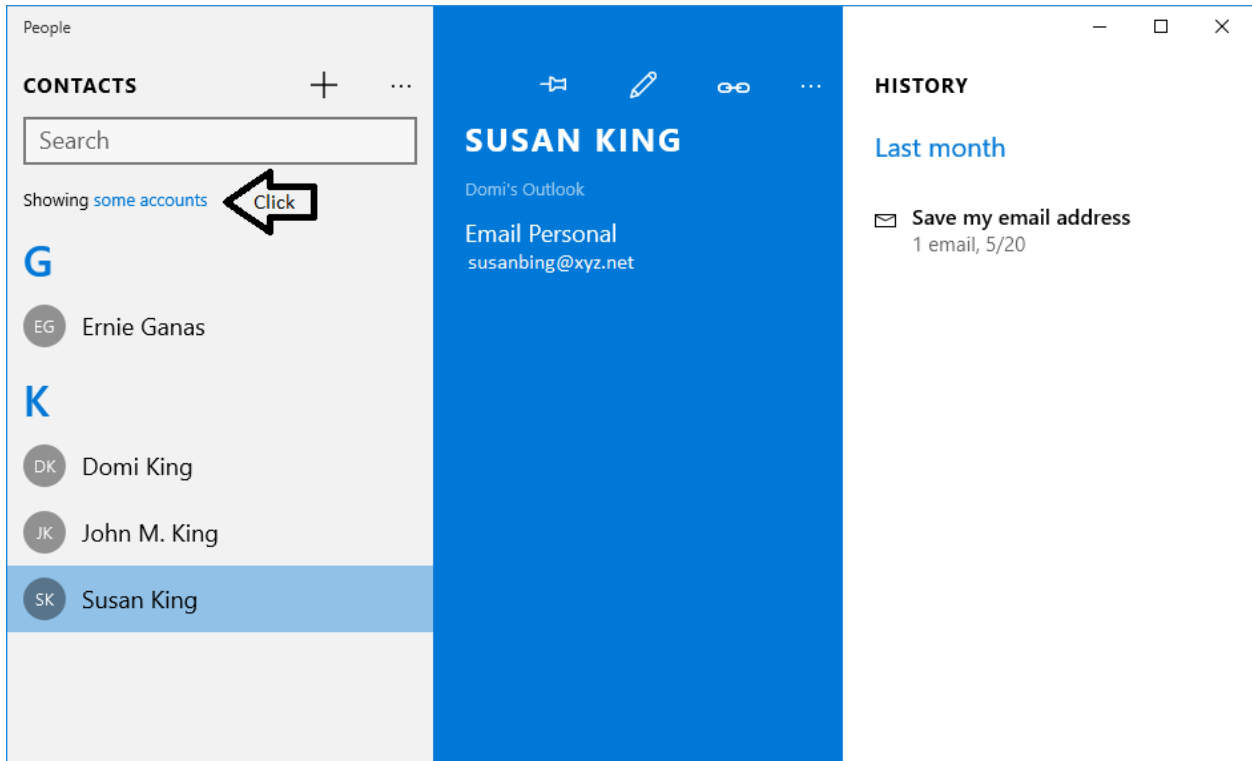 People
CONTACTS
Search
Showing some accounts
Click
G
EG Ernie Ganas
K
DK Domi King
JK John M. King
SK Susan King
SUSAN KING
Domi's Outlook
Email Personal
susanbing@xyz.net
HISTORY
Last month
Save my email address
1 email, 5/20